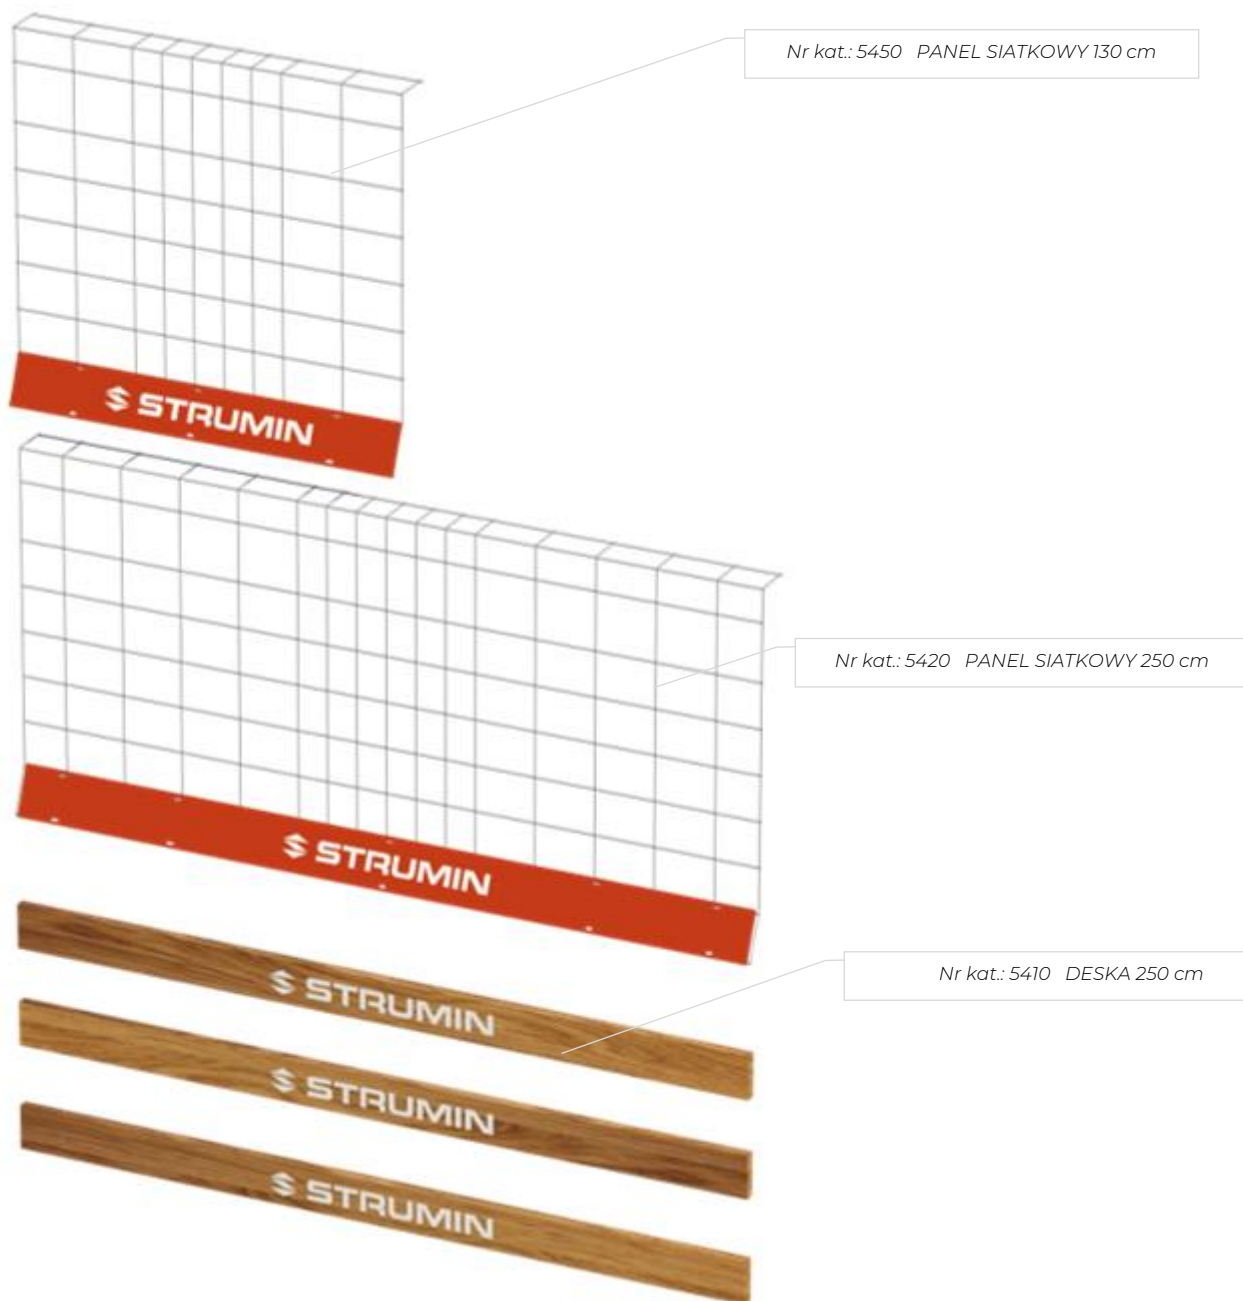 Nr kat.: 5450 PANEL SIATKOWY 130 cm
STRUMIN
Nr kat.: 5420 PANEL SIATKOWY 250 cm
STRUMIN
Nr kat.: 5410 DESKA 250 cm
STRUMIN
STRUMIN
STRUMIN